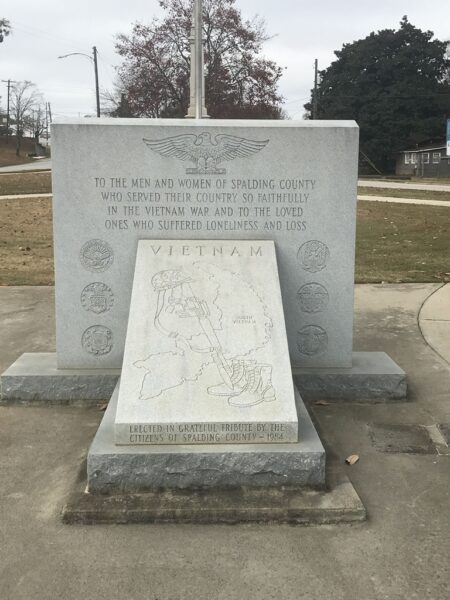 TO THE MEN AND WOMEN OF SPALDING COUNTY
WHO SERVED THEIR COUNTRY SO FAITHFULLY
IN THE VIETNAM WAR AND TO THE LOVED
ONES WHO SUFFERED LONELINESS AND LOSS
VIETNAM
SOUTH
VIETNAM
ERECTED IN GRATEFUL TRIBUTE BY THE
CITIZENS OF SPALDING COUNTY - 1984